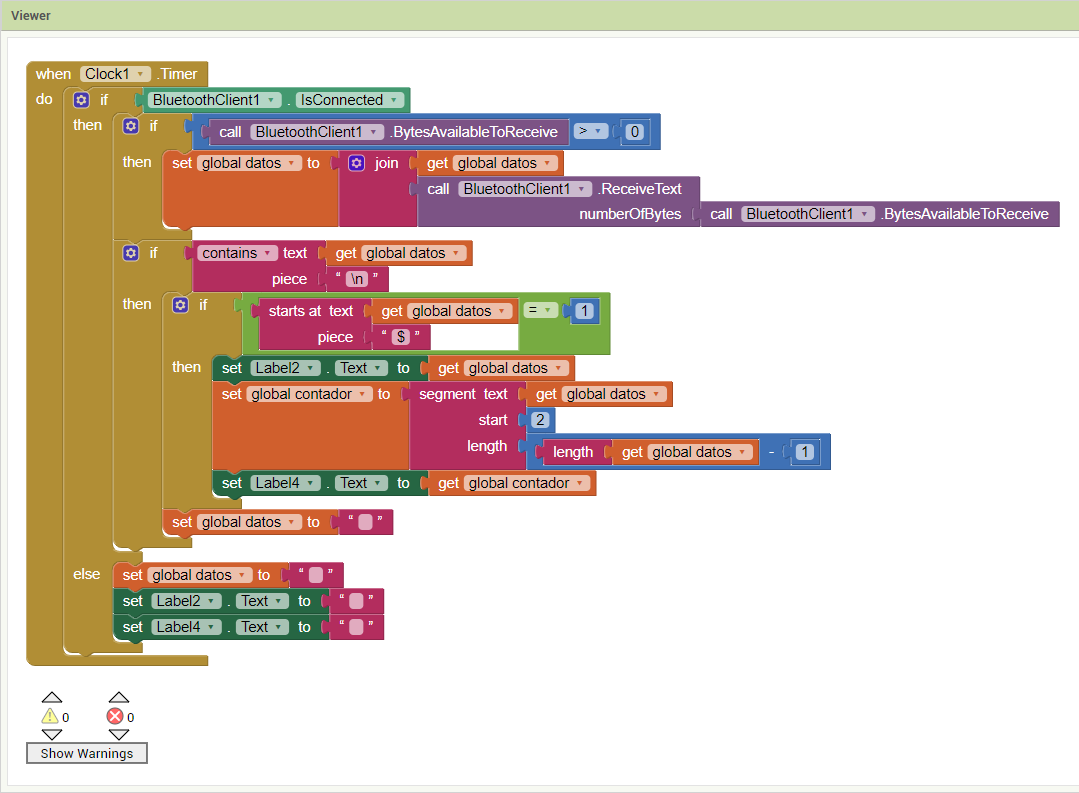 Viewer
when Clock1 .Timer
do if BluetoothClient1 . IsConnected
then if call BluetoothClient1 .BytesAvailableToReceive > 0
then set global datos to join get global datos
call BluetoothClient1 .ReceiveText
numberOfBytes call BluetoothClient1 .BytesAvailableToReceive
if contains text get global datos
piece “ \n ”
then if starts at text get global datos = 1
piece “ $ ”
then set Label2 . Text to get global datos
set global contador to segment text get global datos
start 2
length length get global datos - 1
set Label4 . Text to get global contador
set global datos to “ ”
else set global datos to “ ”
set Label2 . Text to “ ”
set Label4 . Text to “ ”
0 0
Show Warnings